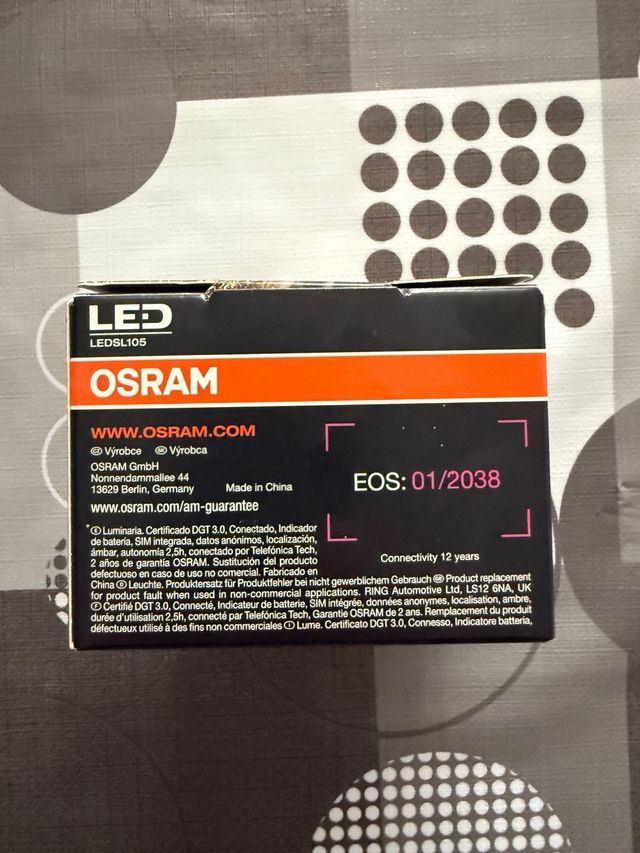 LED
LEDSL105
OSRAM
WWW.OSRAM.COM
CZ Výrobce SK Výrobca
OSRAM GmbH
Nonnendammallee 44
13629 Berlin, Germany Made in China
www.osram.com/am-guarantee
EOS: 01/2038
Connectivity 12 years
*E Luminaria. Certificado DGT 3.0, Conectado, Indicador
de batería, SIM integrada, datos anónimos, localización,
ámbar, autonomía 2,5h, conectado por Telefónica Tech,
2 años de garantía OSRAM. Sustitución del producto
defectuoso en caso de uso no comercial. Fabricado en
China D Leuchte. Produktersatz für Produktfehler bei nicht gewerblichem Gebrauch GB Product replacement
for product fault when used in non-commercial applications. RING Automotive Ltd, LS12 6NA, UK
F Certifié DGT 3.0, Connecté, Indicateur de batterie, SIM intégrée, données anonymes, localisation, ambre,
durée d'utilisation 2,5h, connecté par Telefónica Tech, Garantie OSRAM de 2 ans. Remplacement du produit
défectueux utilisé à des fins non commerciales I Lume. Certificato DGT 3.0, Connesso, Indicatore batteria,